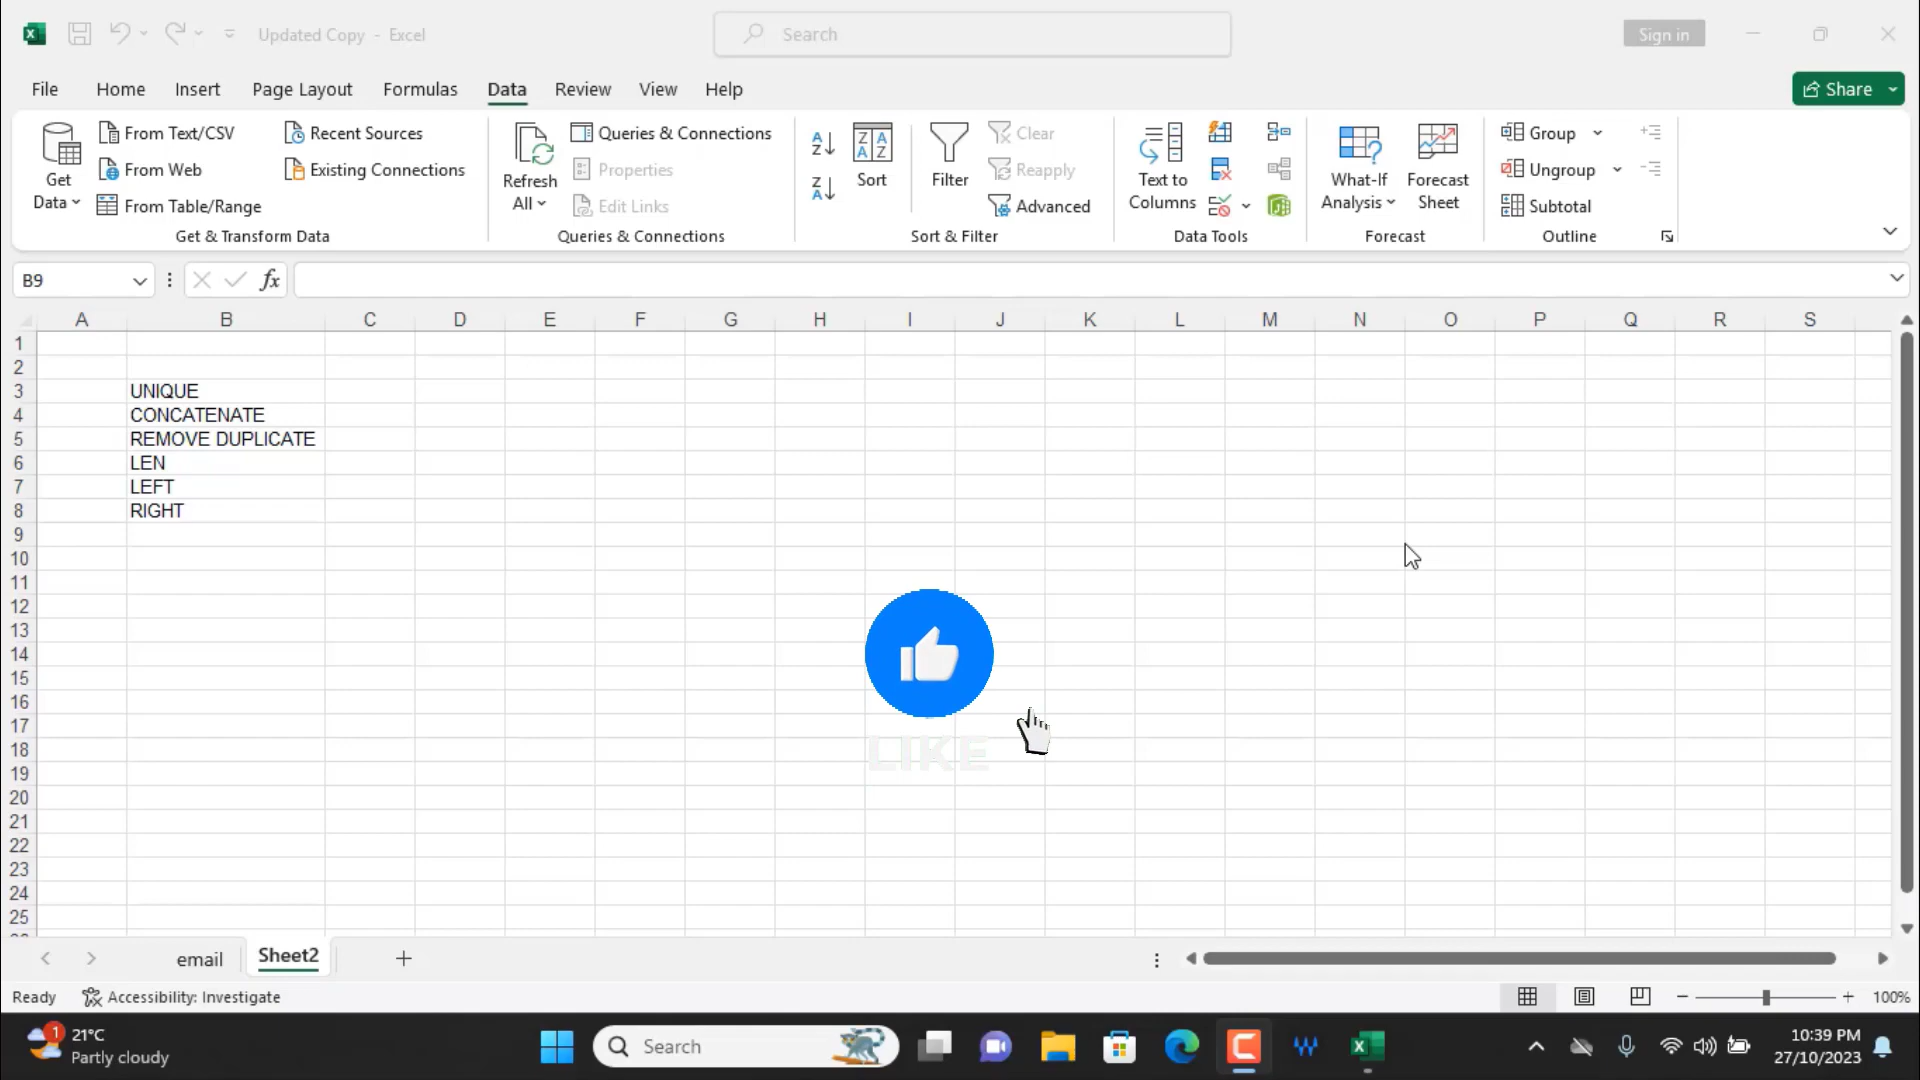 Updated Copy - Excel
Search
Sign in
File Home Insert Page Layout Formulas Data Review View Help
Share
Get Data
From Text/CSV
From Web
From Table/Range
Recent Sources
Existing Connections
Get & Transform Data
Refresh All
Queries & Connections
Properties
Edit Links
Queries & Connections
Sort
Filter
Clear
Reapply
Advanced
Sort & Filter
Text to Columns
Data Tools
What-If Analysis
Forecast Sheet
Forecast
Group
Ungroup
Subtotal
Outline
B9
fx
A B C D E F G H I J K L M N O P Q R S
1
2
3 UNIQUE
4 CONCATENATE
5 REMOVE DUPLICATE
6 LEN
7 LEFT
8 RIGHT
9
10
11
12
13
14
15
16
17
18
19
20
21
22
23
24
25
LIKE
email Sheet2
Ready Accessibility: Investigate
100%
1
21°C
Partly cloudy
Search
10:39 PM
27/10/2023